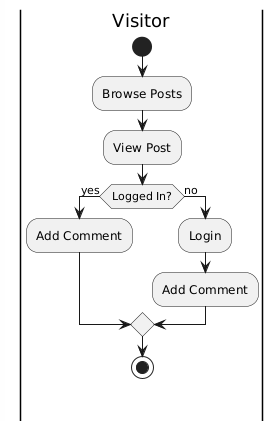 Visitor
Browse Posts
View Post
yes
Logged In?
no
Add Comment
Login
Add Comment